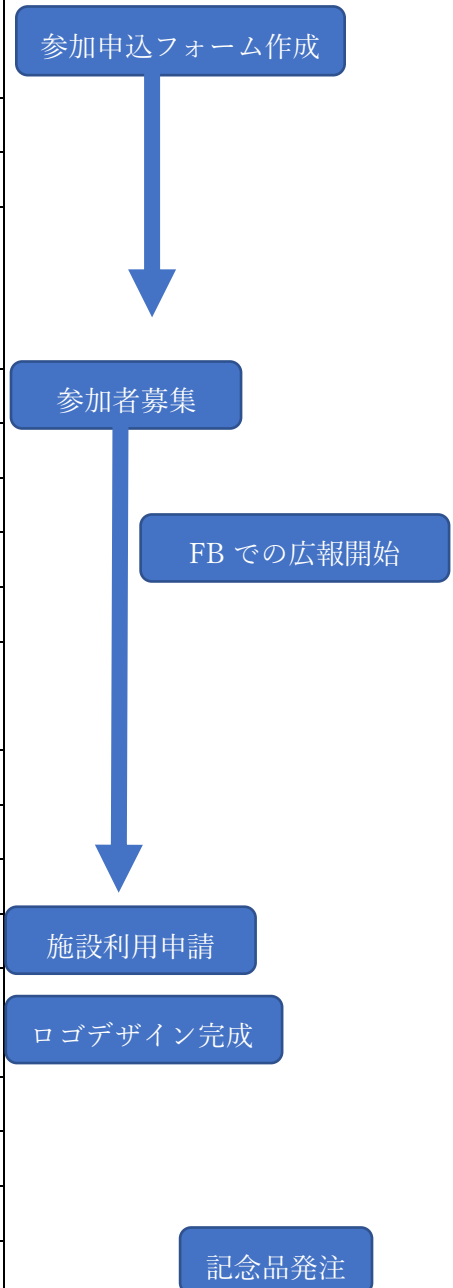 参加申込フォーム作成
参加者募集
FB での広報開始
施設利用申請
ロゴデザイン完成
記念品発注